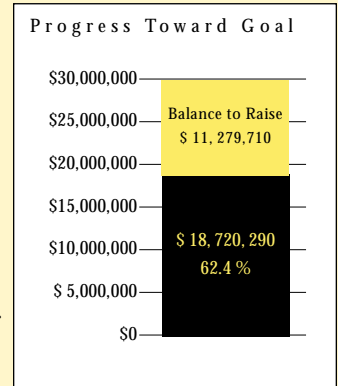 Progress Toward Goal
$30,000,000
Balance to Raise
$25,000,000
$ 11, 279,710
$20,000,000
$15,000,000
$ 18, 720, 290
$10,000,000
62.4 %
$ 5,000,000
$0